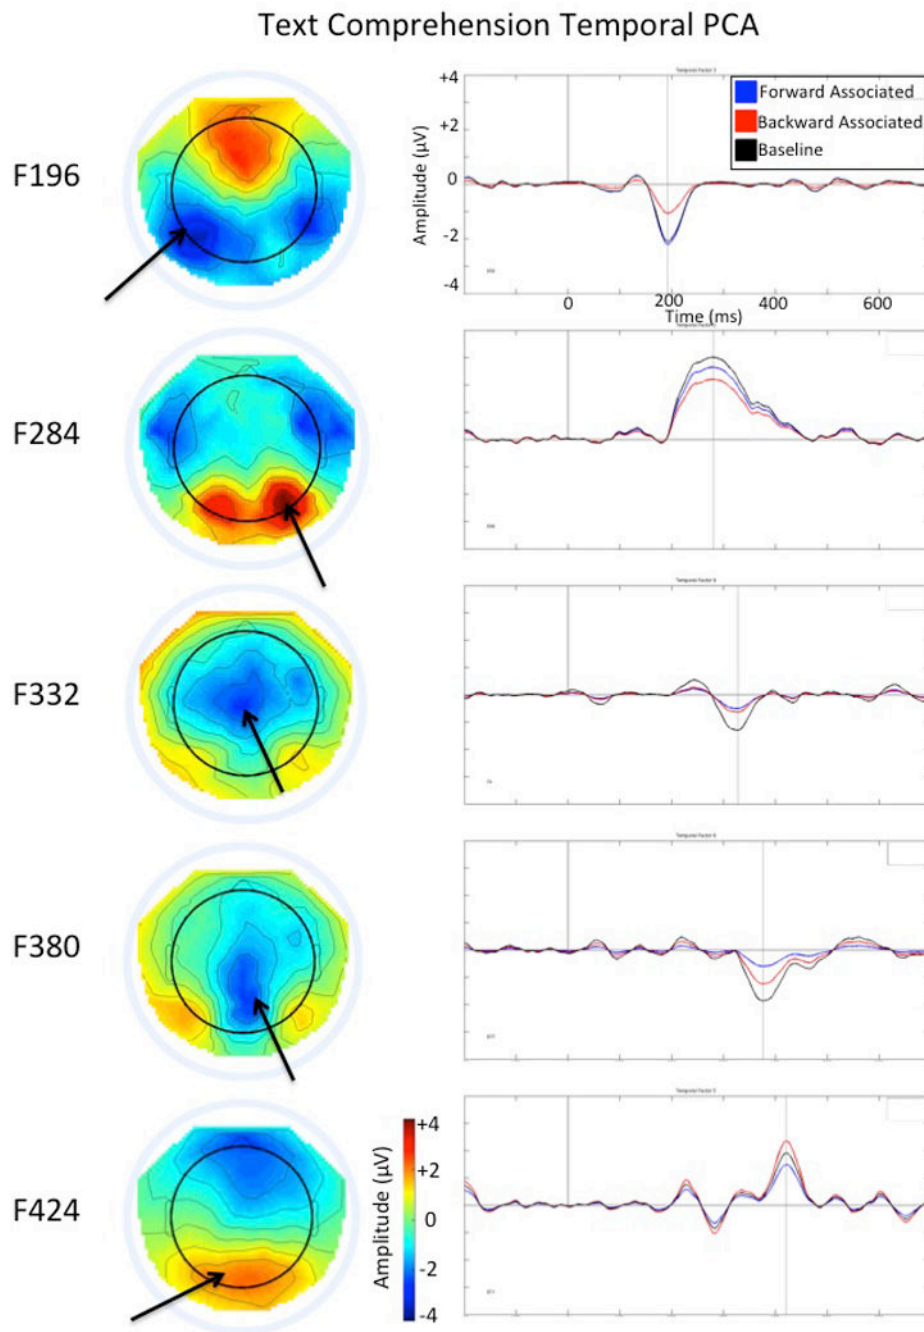 Text Comprehension Temporal PCA
F196
Amplitude (µV)
+4
+2
0
-2
-4
Forward Associated
Backward Associated
Baseline
0
200
400
600
Time (ms)
F284
F332
F380
F424
Amplitude (µV)
+4
+2
0
-2
-4